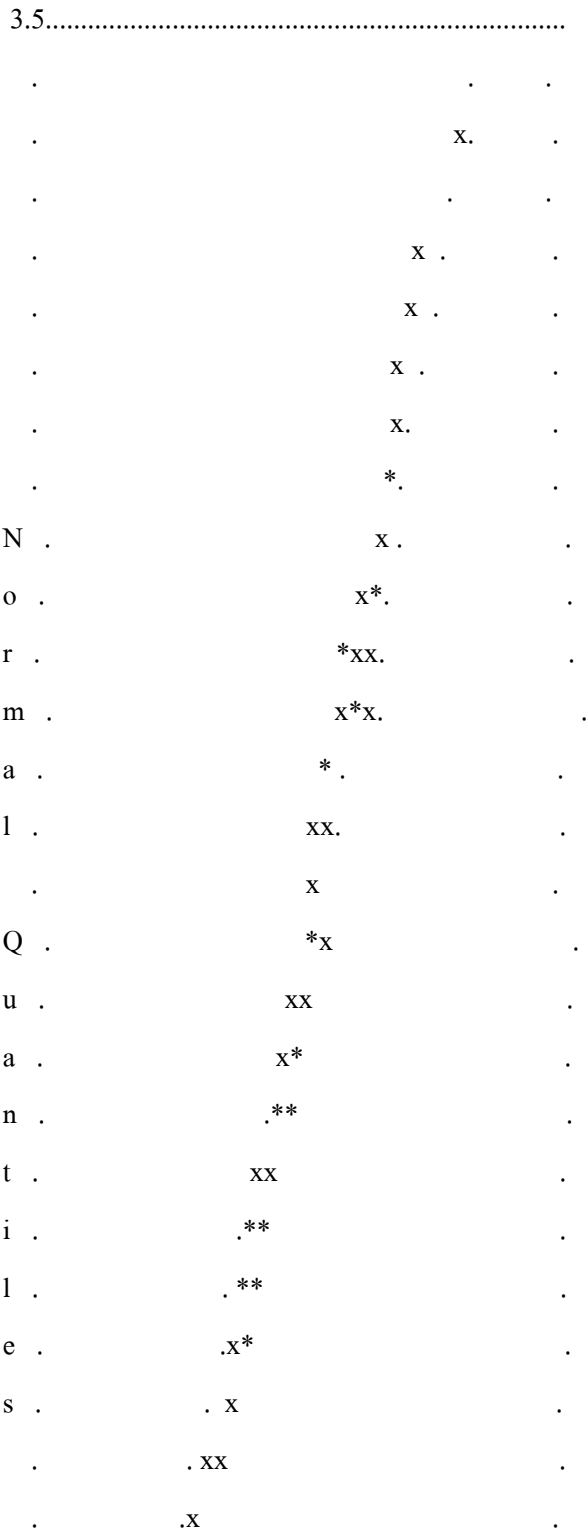 3.5..................................................................
. . .
. x. .
. . .
. x . .
. x . .
. x . .
. x. .
. *. .
N . x . .
o . x*. .
r . *xx. .
m . x*x. .
a . * . .
l . xx. .
. x .
Q . *x .
u . xx .
a . x* .
n . .** .
t . xx .
i . .** .
l . . ** .
e . .x* .
s . . x .
. . xx .
. .x .